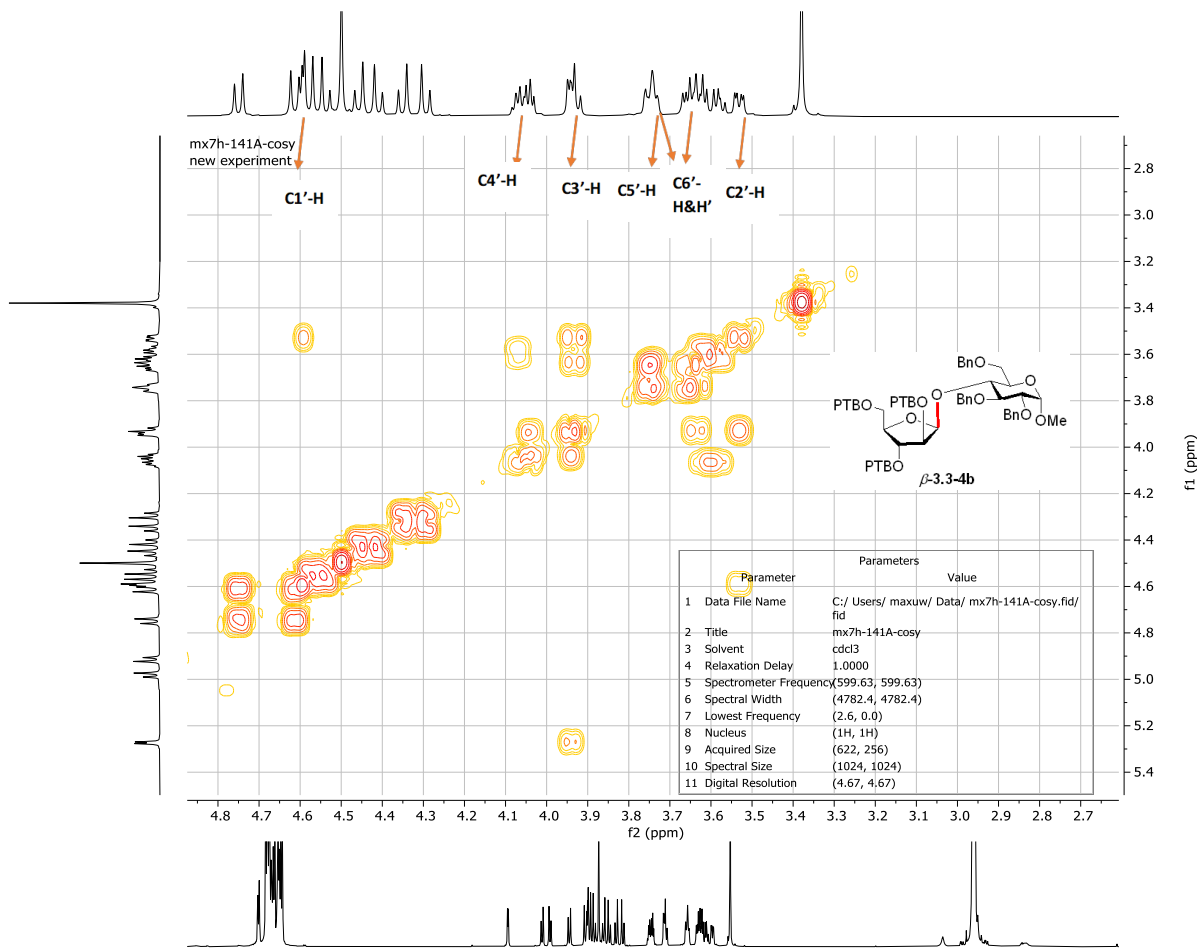 mx7h-141A-cosy
new experiment
C1’-H
C4’-H
C3’-H
C5’-H
C6’-
H&H’
C2’-H
2.8
3.0
3.2
3.4
3.6
3.8
4.0
4.2
4.4
4.6
4.8
5.0
5.2
5.4
f1 (ppm)
BnO
O
O
BnO
BnO
OMe
PTBO
PTBO
O
PTBO
β-3.3-4b
Parameters
Parameter Value
1 Data File Name C:/ Users/ maxuw/ Data/ mx7h-141A-cosy.fid/
fid
2 Title mx7h-141A-cosy
3 Solvent cdcl3
4 Relaxation Delay 1.0000
5 Spectrometer Frequency (599.63, 599.63)
6 Spectral Width (4782.4, 4782.4)
7 Lowest Frequency (2.6, 0.0)
8 Nucleus (1H, 1H)
9 Acquired Size (622, 256)
10 Spectral Size (1024, 1024)
11 Digital Resolution (4.67, 4.67)
4.8 4.7 4.6 4.5 4.4 4.3 4.2 4.1 4.0 3.9 3.8 3.7 3.6 3.5 3.4 3.3 3.2 3.1 3.0 2.9 2.8 2.7
f2 (ppm)